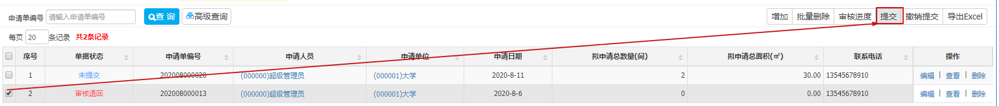 申请单编号 请输入申请单编号 查 询 高级查询 增加 批量删除 审核进度 提交 撤销提交 导出Excel
每页 20 条记录 共2条记录
序号 单据状态 申请单编号 申请人员 申请单位 申请日期 拟申请总数量(间) 拟申请总面积(㎡) 联系电话 操作
1 未提交 202008000020 (000000)超级管理员 (000001)大学 2020-8-11 2 30.00 13545678910 编辑 | 查看 | 删除
2 审核退回 202008000013 (000000)超级管理员 (000001)大学 2020-8-6 0 0.00 13545678910 编辑 | 查看 | 删除